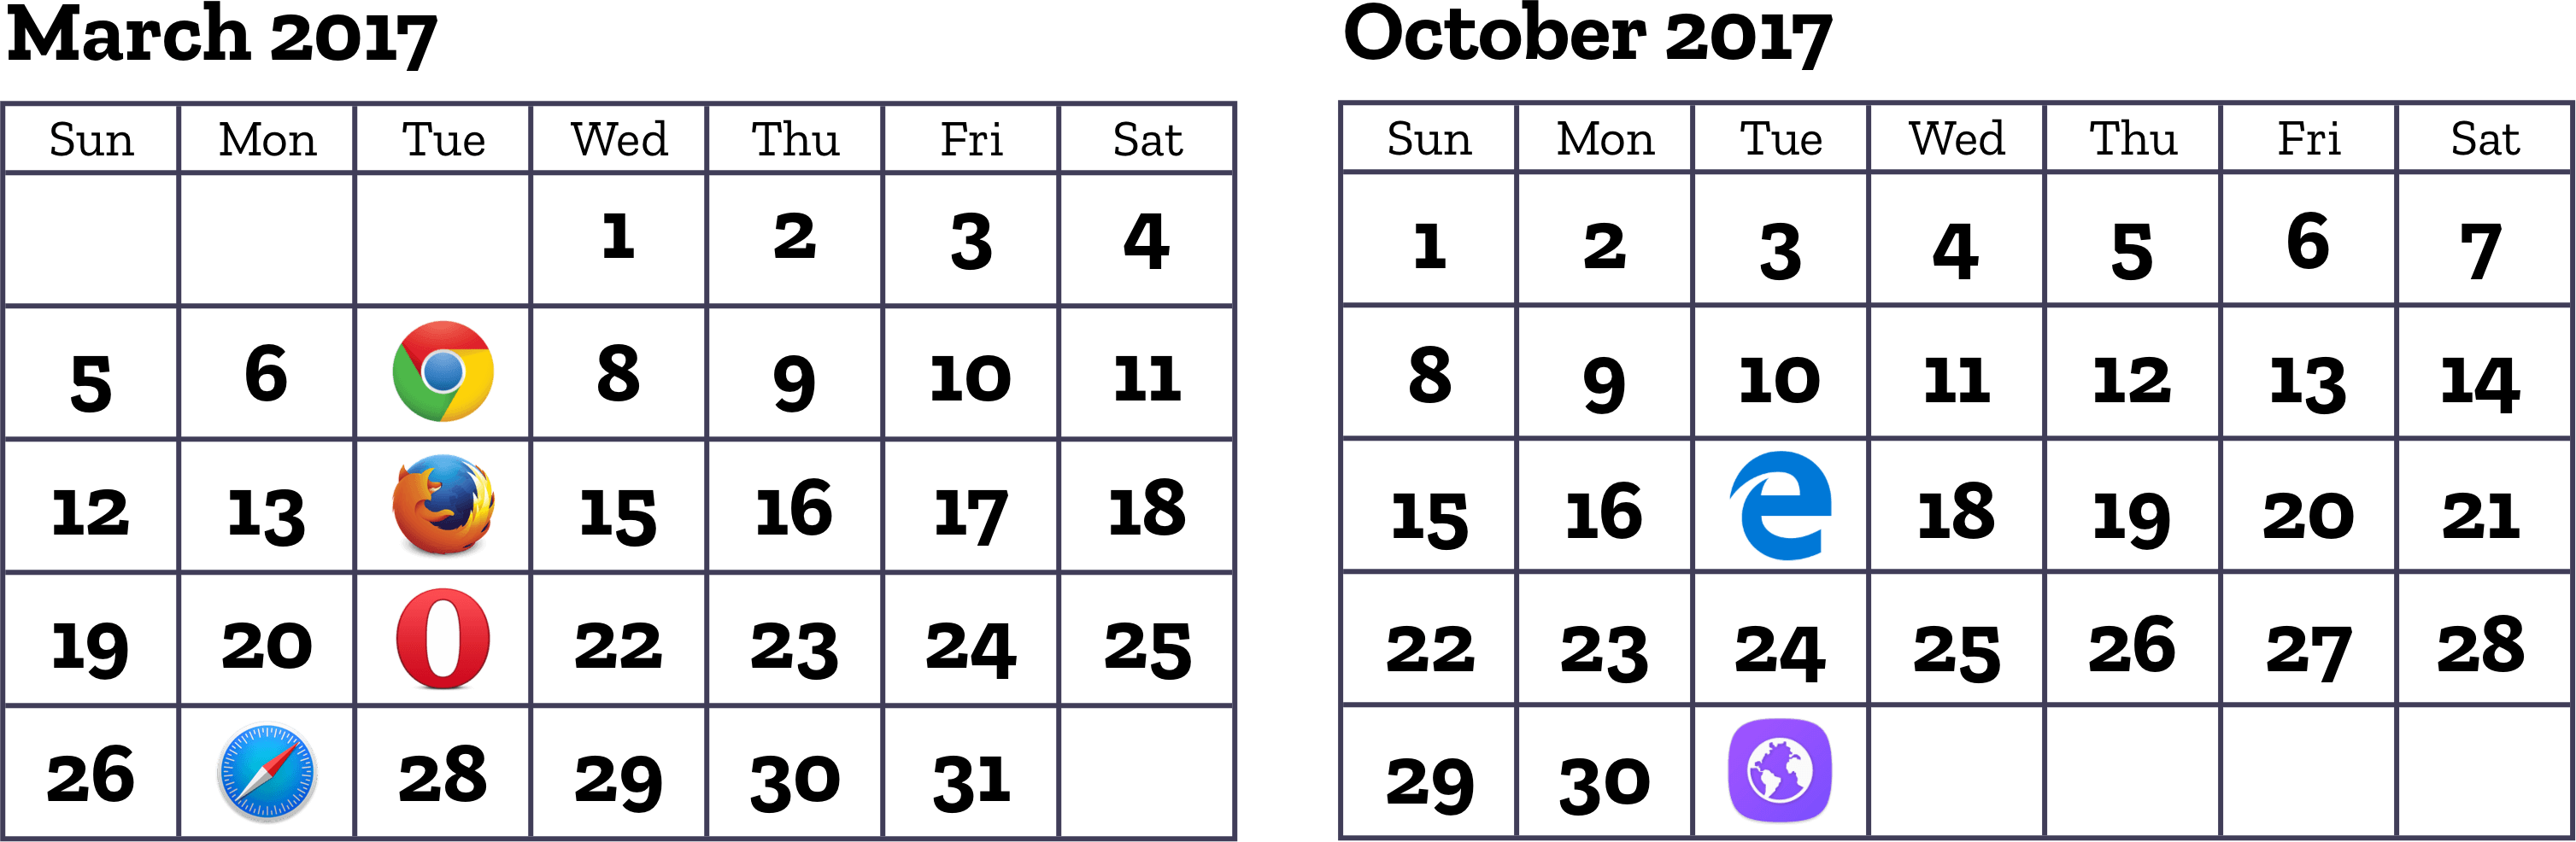 March 2017
Sun Mon Tue Wed Thu Fri Sat
1 2 3 4
5 6 8 9 10 11
12 13 15 16 17 18
19 20 22 23 24 25
26 28 29 30 31
October 2017
Sun Mon Tue Wed Thu Fri Sat
1 2 3 4 5 6 7
8 9 10 11 12 13 14
15 16 18 19 20 21
22 23 24 25 26 27 28
29 30